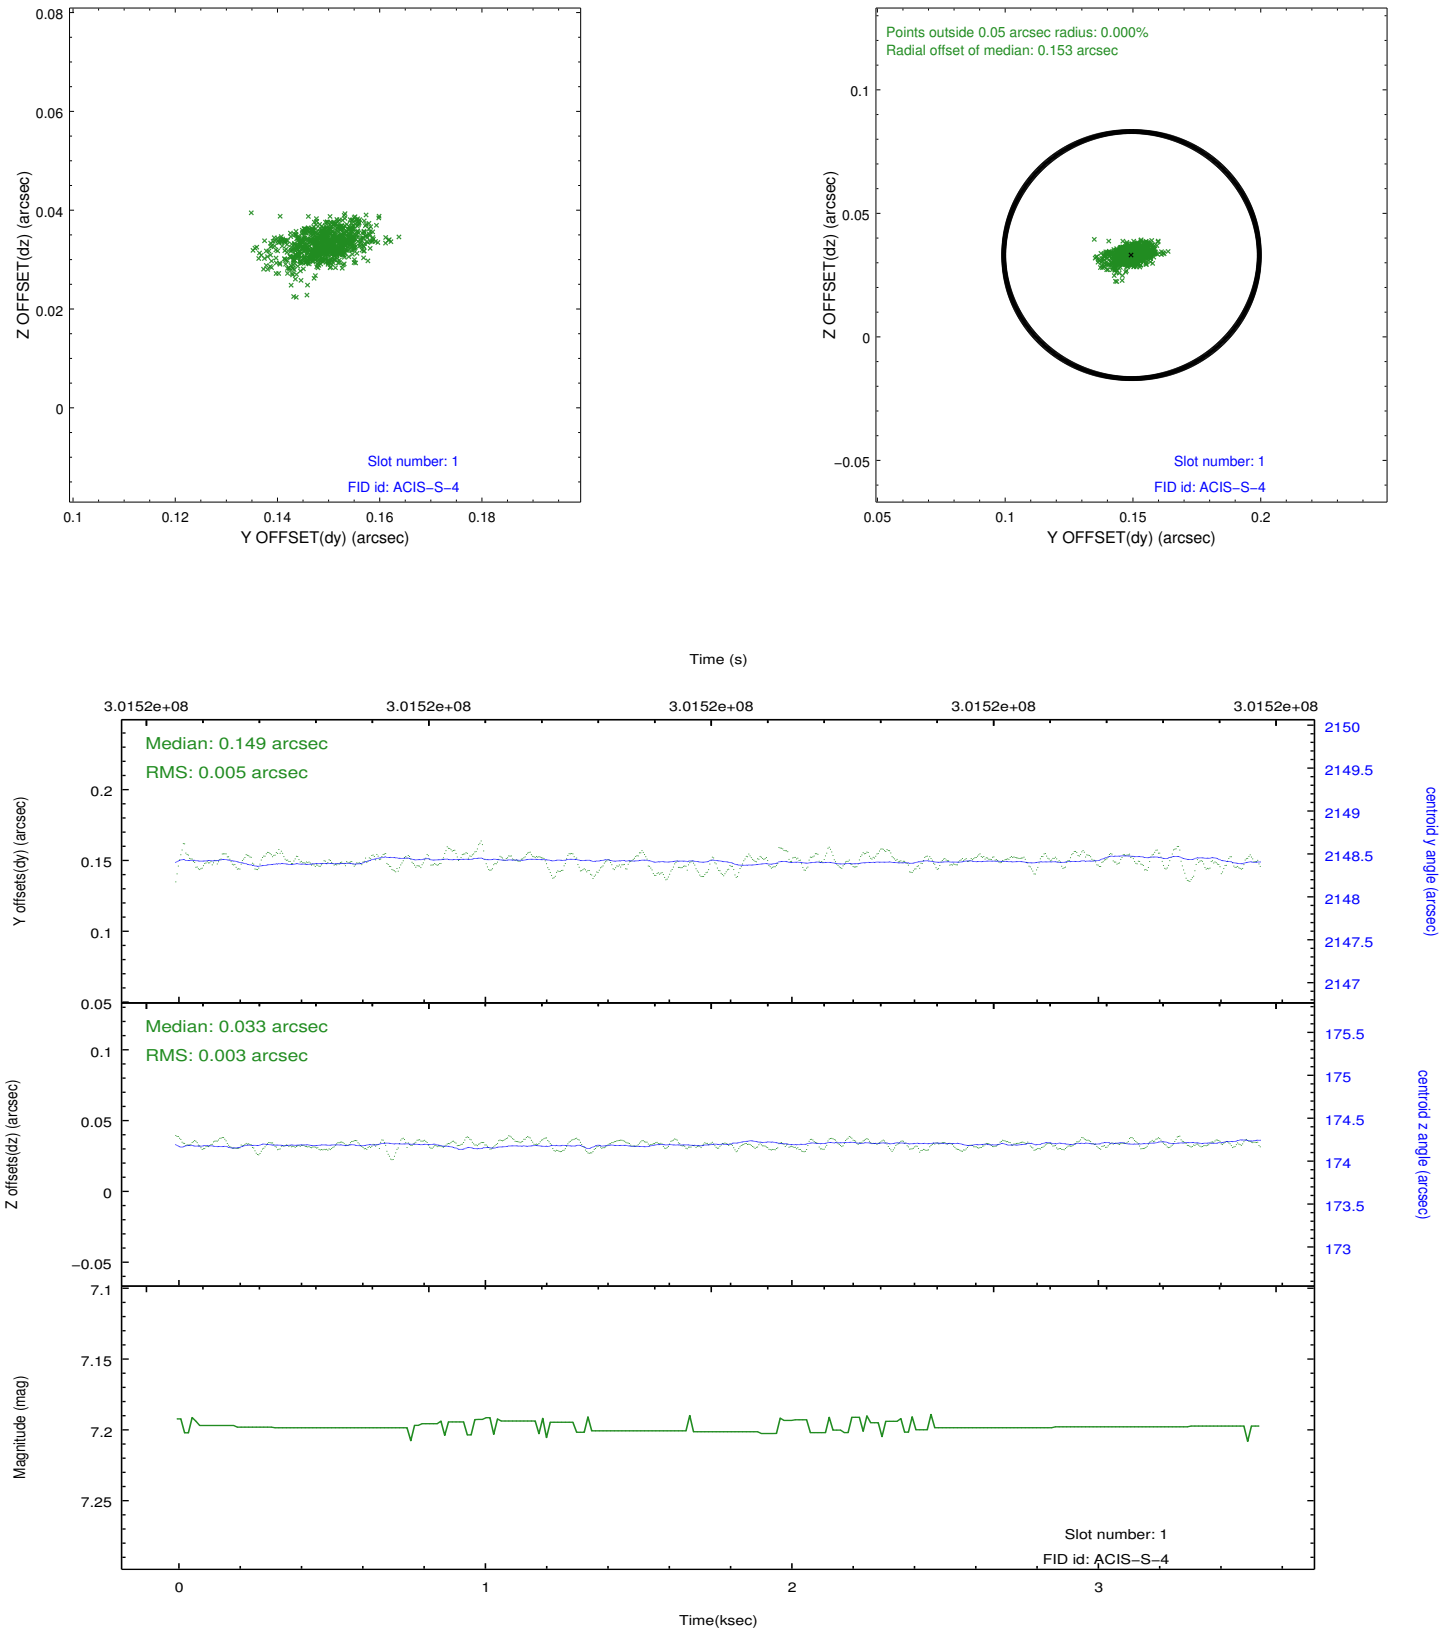 0.08
0.06
0.04
0.02
0
Z OFFSET(dz) (arcsec)
Slot number: 1
FID id: ACIS−S−4
0.1 0.12 0.14 0.16 0.18
Y OFFSET(dy) (arcsec)
Points outside 0.05 arcsec radius: 0.000%
Radial offset of median: 0.153 arcsec
0.1
0.05
0
−0.05
Z OFFSET(dz) (arcsec)
Slot number: 1
FID id: ACIS−S−4
0.05 0.1 0.15 0.2
Y OFFSET(dy) (arcsec)
Time (s)
3.0152e+08 3.0152e+08 3.0152e+08 3.0152e+08 3.0152e+08
Median: 0.149 arcsec
RMS: 0.005 arcsec
0.2
0.15
0.1
0.05
Y offsets(dy) (arcsec)
2150
2149.5
2149
2148.5
2148
2147.5
2147
centroid y angle (arcsec)
Median: 0.033 arcsec
RMS: 0.003 arcsec
0.1
0.05
0
−0.05
Z offsets(dz) (arcsec)
175.5
175
174.5
174
173.5
173
centroid z angle (arcsec)
7.1
7.15
7.2
7.25
Magnitude (mag)
Slot number: 1
FID id: ACIS−S−4
0 1 2 3
Time(ksec)